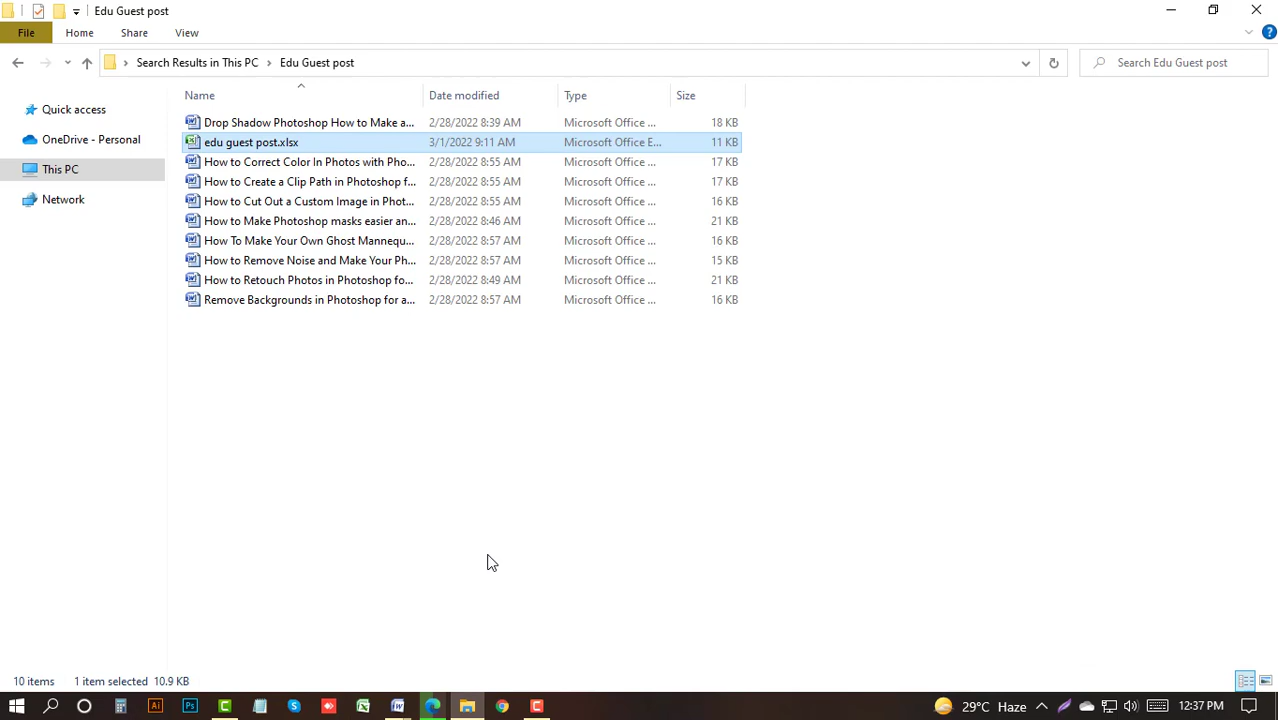 Edu Guest post
File Home Share View
Search Results in This PC Edu Guest post Search Edu Guest post
Name Date modified Type Size
Quick access
OneDrive - Personal
This PC
Network
Drop Shadow Photoshop How to Make a... 2/28/2022 8:39 AM Microsoft Office ... 18 KB
edu guest post.xlsx 3/1/2022 9:11 AM Microsoft Office E... 11 KB
How to Correct Color In Photos with Pho... 2/28/2022 8:55 AM Microsoft Office ... 17 KB
How to Create a Clip Path in Photoshop f... 2/28/2022 8:55 AM Microsoft Office ... 17 KB
How to Cut Out a Custom Image in Phot... 2/28/2022 8:55 AM Microsoft Office ... 16 KB
How to Make Photoshop masks easier an... 2/28/2022 8:46 AM Microsoft Office ... 21 KB
How To Make Your Own Ghost Mannequ... 2/28/2022 8:57 AM Microsoft Office ... 16 KB
How to Remove Noise and Make Your Ph... 2/28/2022 8:57 AM Microsoft Office ... 15 KB
How to Retouch Photos in Photoshop fo... 2/28/2022 8:49 AM Microsoft Office ... 21 KB
Remove Backgrounds in Photoshop for a... 2/28/2022 8:57 AM Microsoft Office ... 16 KB
10 items 1 item selected 10.9 KB
Ai Ps 29°C Haze 12:37 PM